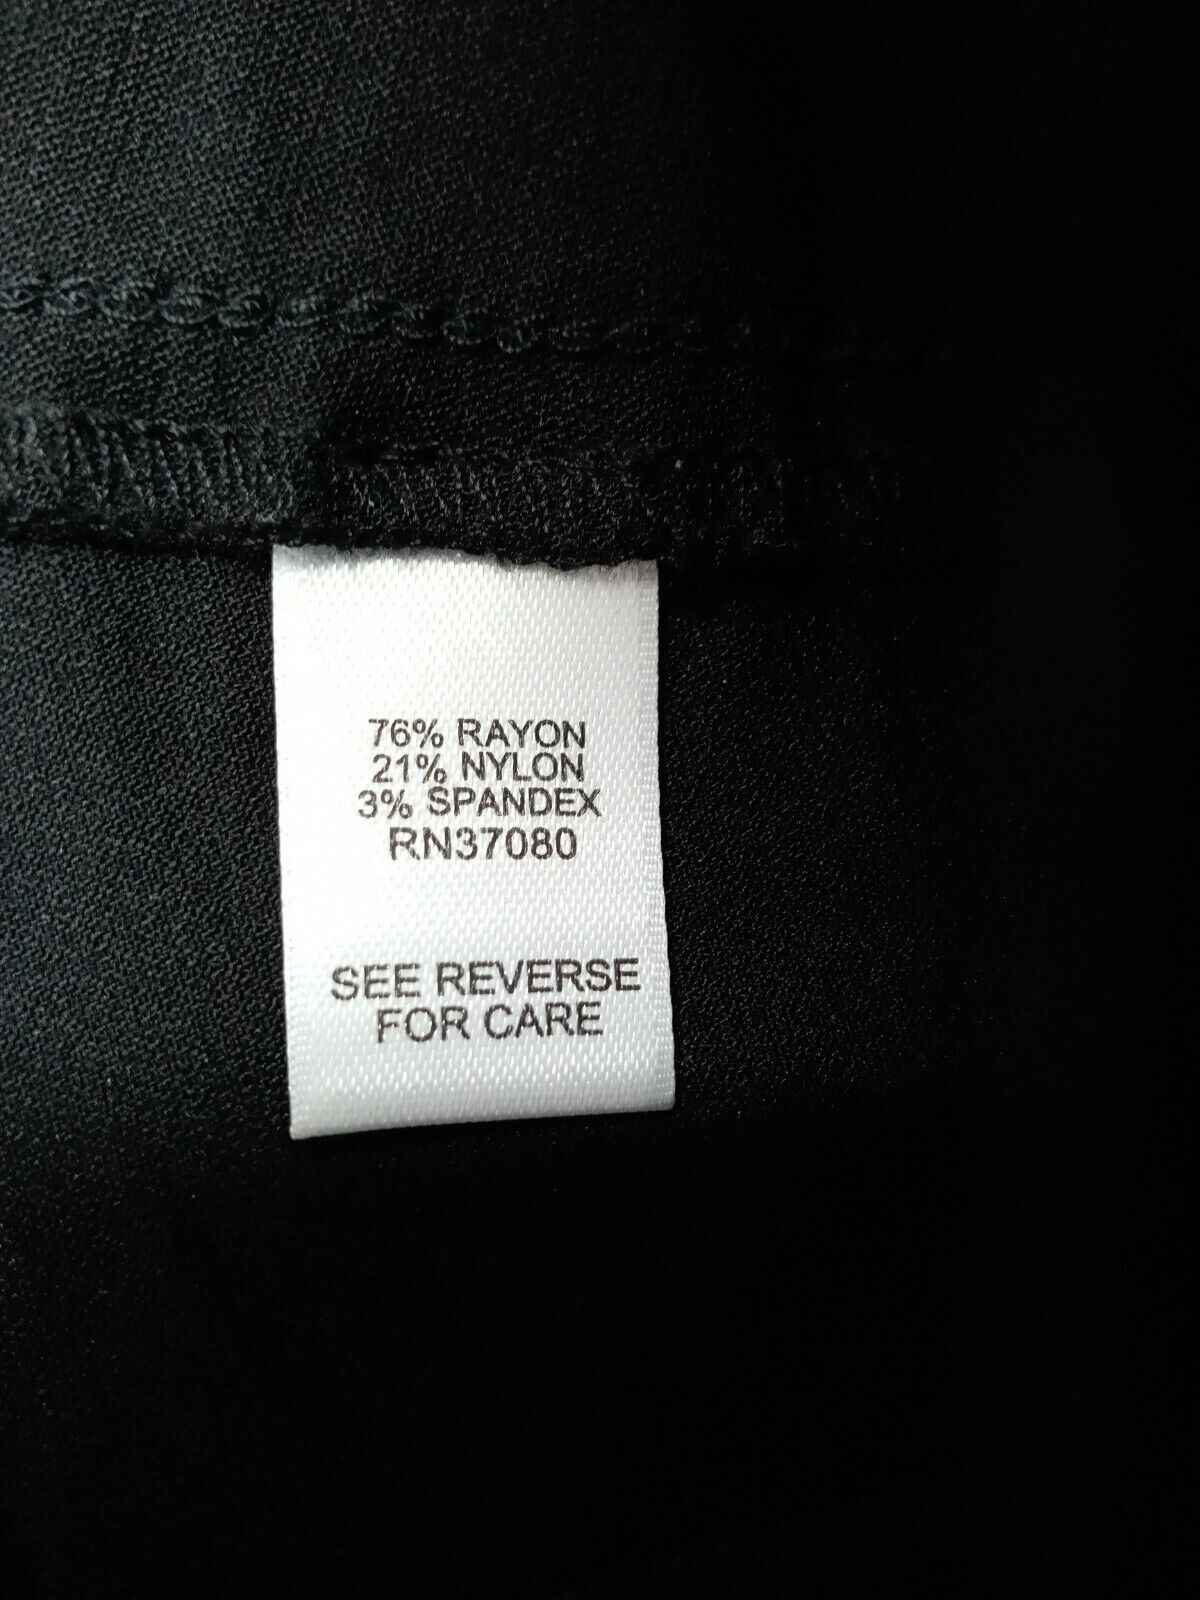 76% RAYON
21% NYLON
3% SPANDEX
RN37080
SEE REVERSE
FOR CARE